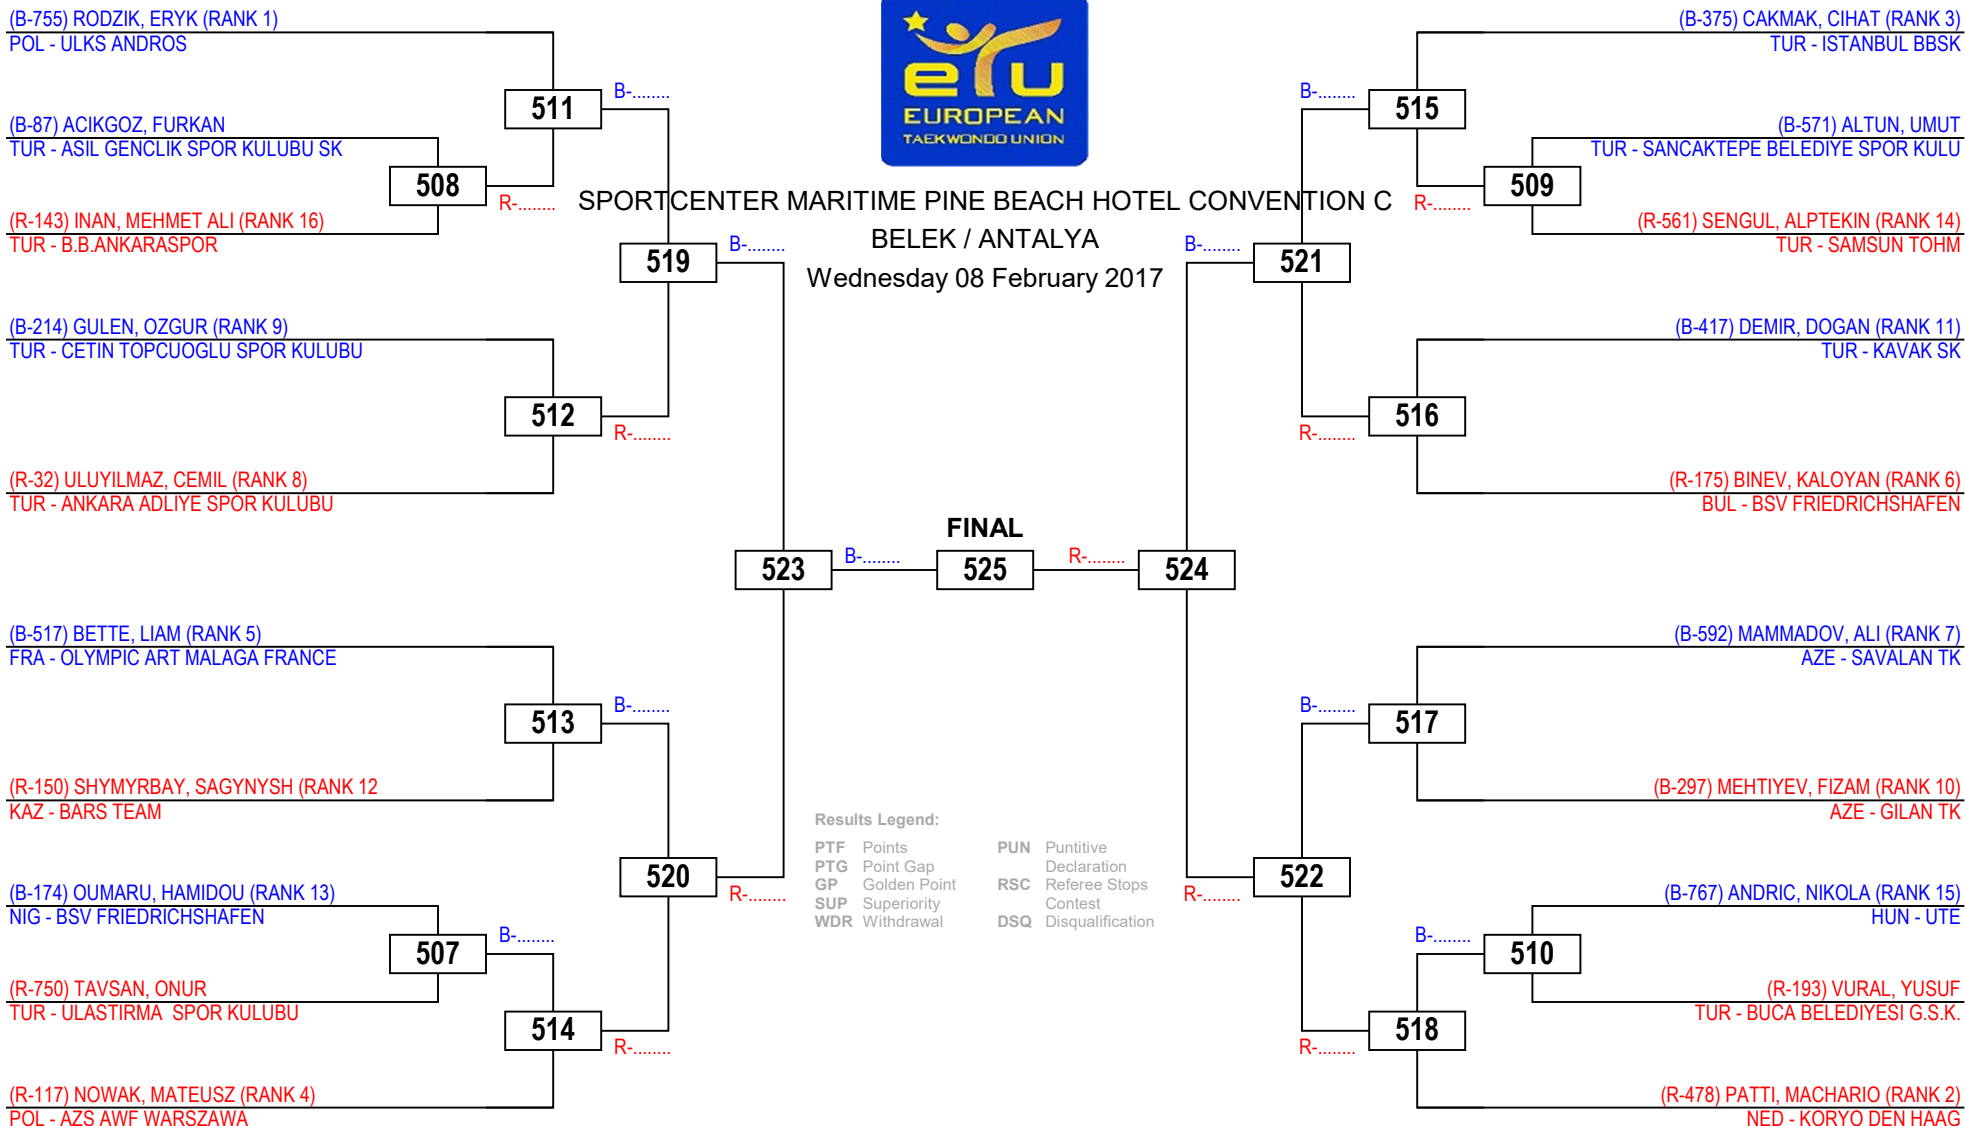 (B-755) RODZIK, ERYK (RANK 1)
POL - ULKS ANDROS
511
B-........
(B-87) ACIKGOZ, FURKAN
TUR - ASIL GENCLIK SPOR KULUBU SK
508
R-........
(R-143) INAN, MEHMET ALI (RANK 16)
TUR - B.B.ANKARASPOR
519
B-........
(B-214) GULEN, OZGUR (RANK 9)
TUR - CETIN TOPCUOGLU SPOR KULUBU
512
R-........
(R-32) ULUYILMAZ, CEMIL (RANK 8)
TUR - ANKARA ADLIYE SPOR KULUBU
523
B-........
(B-517) BETTE, LIAM (RANK 5)
FRA - OLYMPIC ART MALAGA FRANCE
513
B-........
(R-150) SHYMYRBAY, SAGYNYSH (RANK 12
KAZ - BARS TEAM
520
R-........
(B-174) OUMARU, HAMIDOU (RANK 13)
NIG - BSV FRIEDRICHSHAFEN
507
B-........
(R-750) TAVSAN, ONUR
TUR - ULASTIRMA  SPOR KULUBU
514
R-........
(R-117) NOWAK, MATEUSZ (RANK 4)
POL - AZS AWF WARSZAWA
eTu
EUROPEAN
TAEKWONDO UNION
SPORTCENTER MARITIME PINE BEACH HOTEL CONVENTION C
BELEK / ANTALYA
Wednesday 08 February 2017
FINAL
525
Results Legend:
PTF Points
PTG Point Gap
GP Golden Point
SUP Superiority
WDR Withdrawal
PUN Puntitive
Declaration
RSC Referee Stops
Contest
DSQ Disqualification
(B-375) CAKMAK, CIHAT (RANK 3)
TUR - ISTANBUL BBSK
B-........
515
(B-571) ALTUN, UMUT
TUR - SANCAKTEPE BELEDIYE SPOR KULU
R-........
509
(R-561) SENGUL, ALPTEKIN (RANK 14)
TUR - SAMSUN TOHM
B-........
521
(B-417) DEMIR, DOGAN (RANK 11)
TUR - KAVAK SK
R-........
516
(R-175) BINEV, KALOYAN (RANK 6)
BUL - BSV FRIEDRICHSHAFEN
R-........
524
(B-592) MAMMADOV, ALI (RANK 7)
AZE - SAVALAN TK
B-........
517
(B-297) MEHTIYEV, FIZAM (RANK 10)
AZE - GILAN TK
R-........
522
(B-767) ANDRIC, NIKOLA (RANK 15)
HUN - UTE
B-........
510
(R-193) VURAL, YUSUF
TUR - BUCA BELEDIYESI G.S.K.
R-........
518
(R-478) PATTI, MACHARIO (RANK 2)
NED - KORYO DEN HAAG